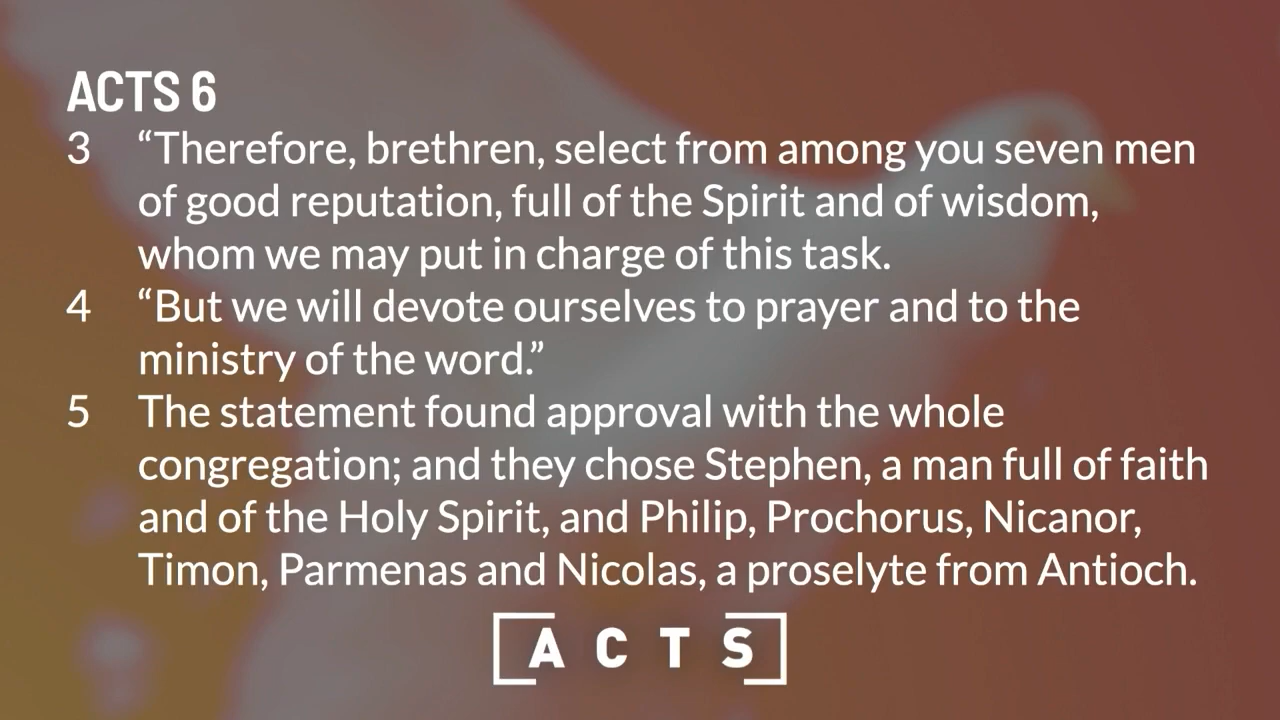 ACTS 6
3 “Therefore, brethren, select from among you seven men
of good reputation, full of the Spirit and of wisdom,
whom we may put in charge of this task.
4 “But we will devote ourselves to prayer and to the
ministry of the word.”
5 The statement found approval with the whole
congregation; and they chose Stephen, a man full of faith
and of the Holy Spirit, and Philip, Prochorus, Nicanor,
Timon, Parmenas and Nicolas, a proselyte from Antioch.
ACTS